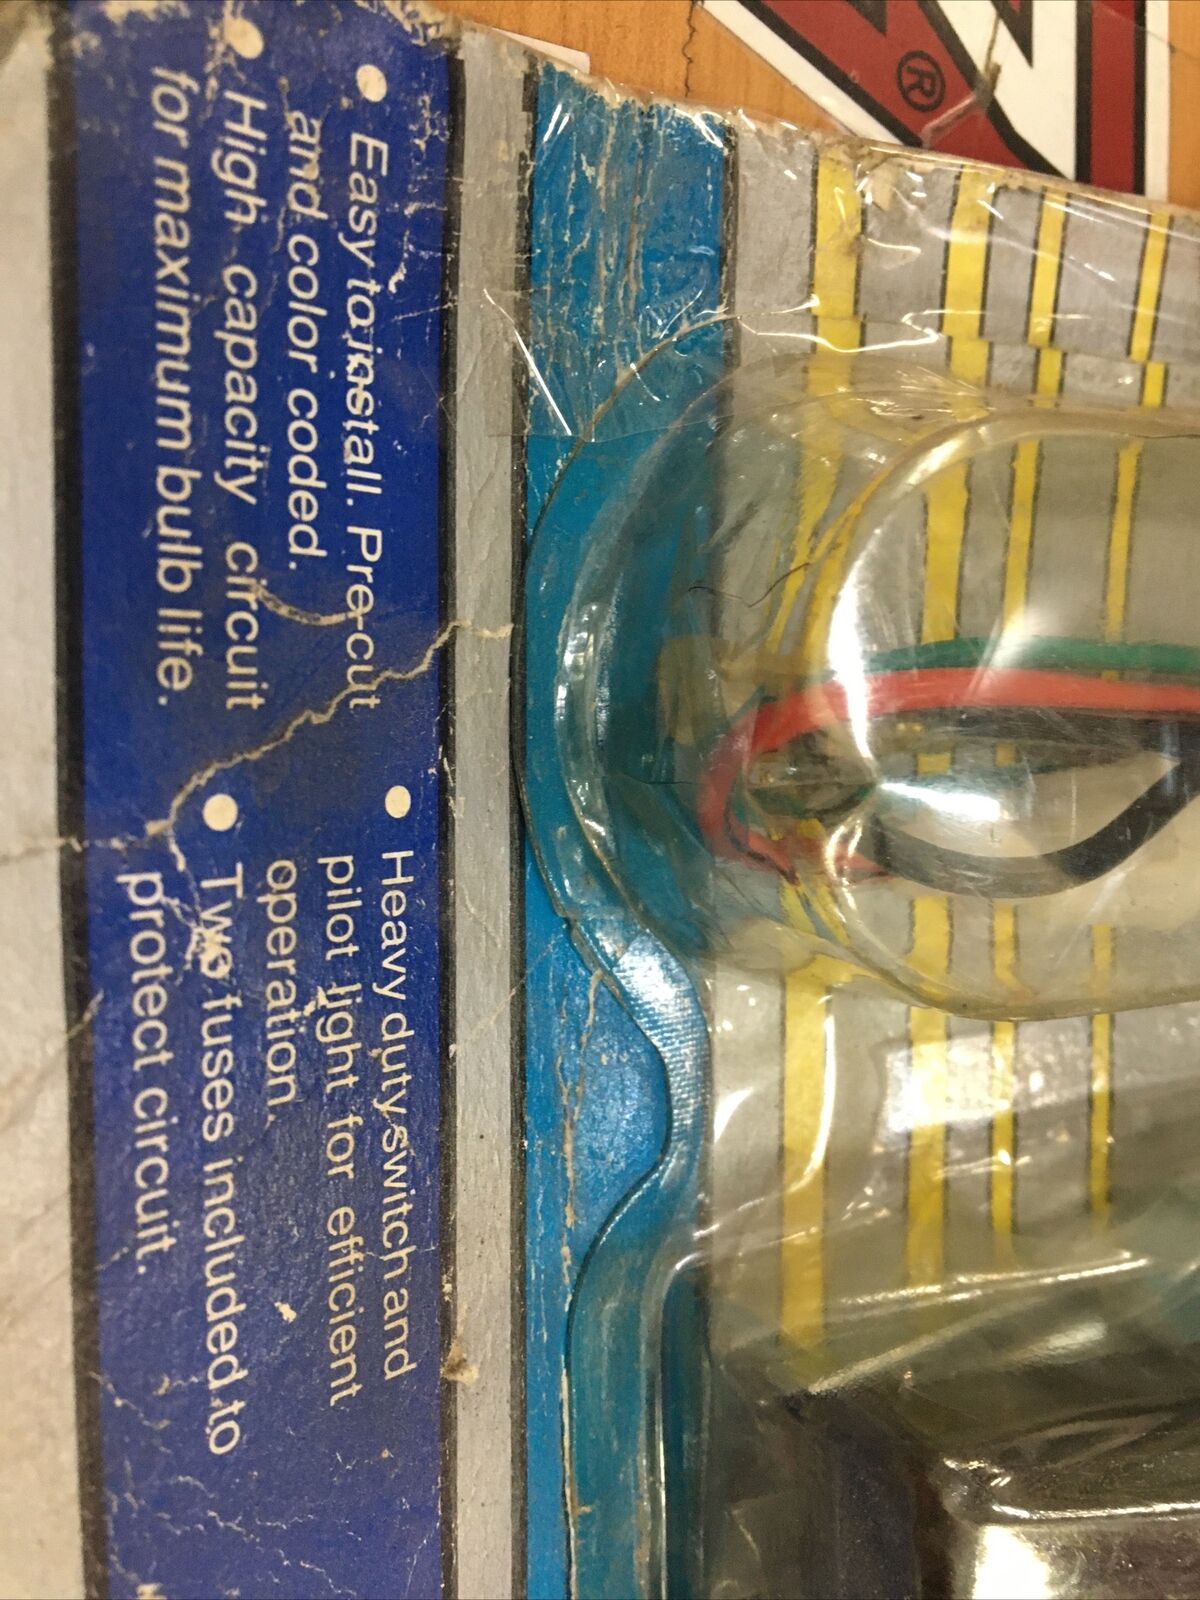 • Easy to install. Pre-cut
and color coded.
• High capacity circuit
for maximum bulb life.
• Heavy duty switch and
pilot light for efficient
operation.
• Two fuses included to
protect circuit.
®